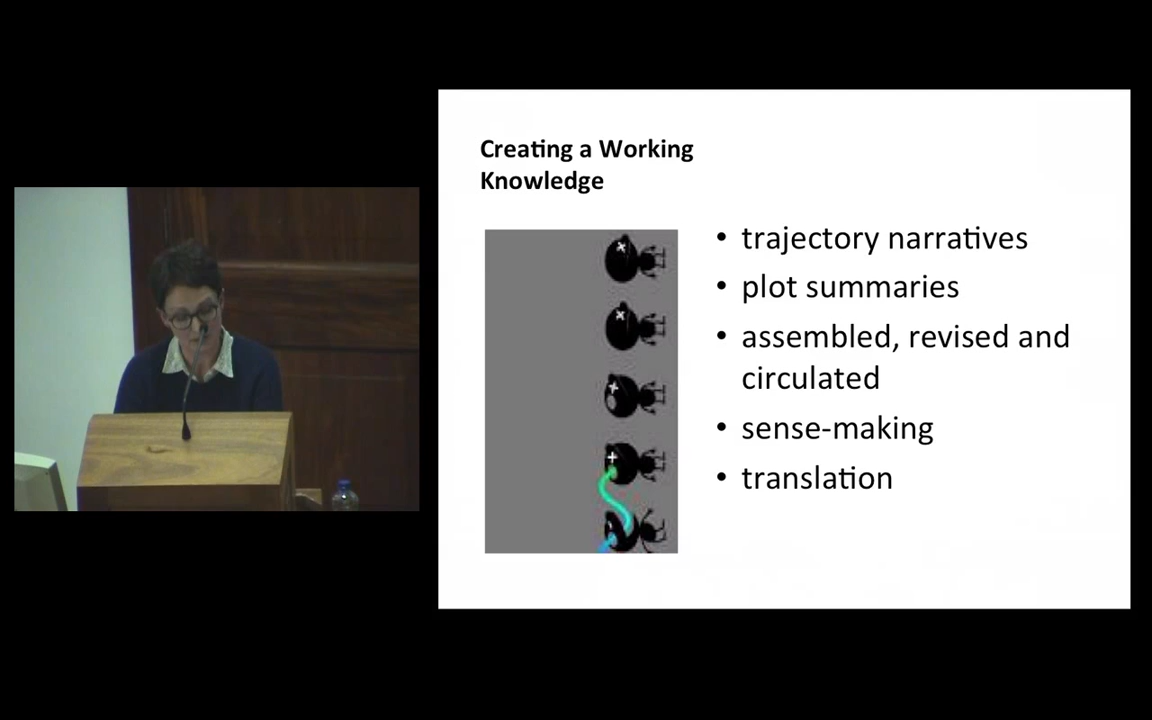 Creating a Working
Knowledge
• trajectory narratives
• plot summaries
• assembled, revised and
circulated
• sense-making
• translation